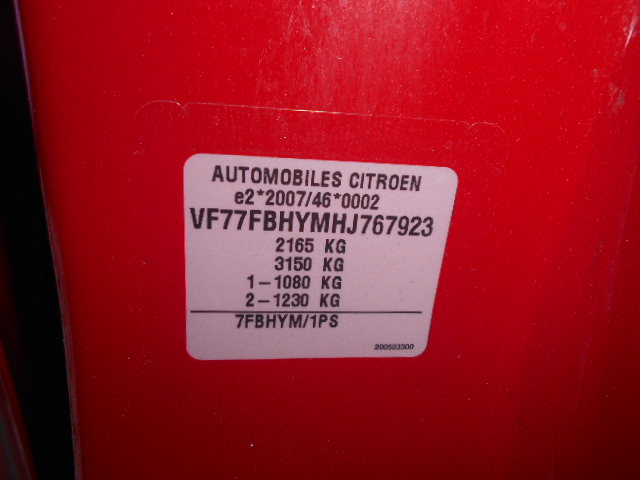 AUTOMOBILES CITROEN
e2*2007/46*0002
VF77FBHYMHJ767923
2165 KG
3150 KG
1-1080 KG
2-1230 KG
7FBHYM/1PS
200523300